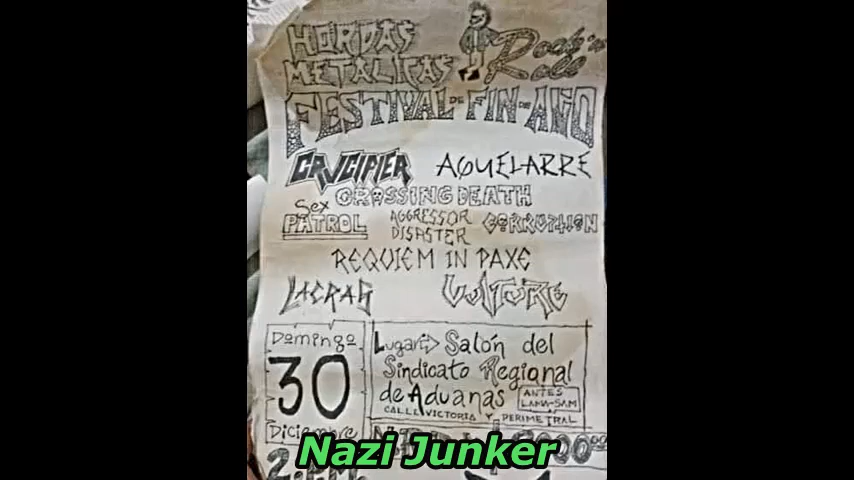 HORDAS
METALICAS
Rock 'n
Roll
FESTIVAL DE FIN DE AÑO
CRUCIFIER AQUELARRE
CROSSING DEATH
Sex
PATROL
AGGRESSOR
DISASTER
CORRUPTION
REQUIEM IN PAXE
LACRAS VULTURE
Domingo
30
Diciembre
2 P.M.
Lugar Salón del
Sindicato Regional
de Aduanas
ANTES
LAMA-SAM
CALLE VICTORIA Y PERIMETRAL
Nazi Junker